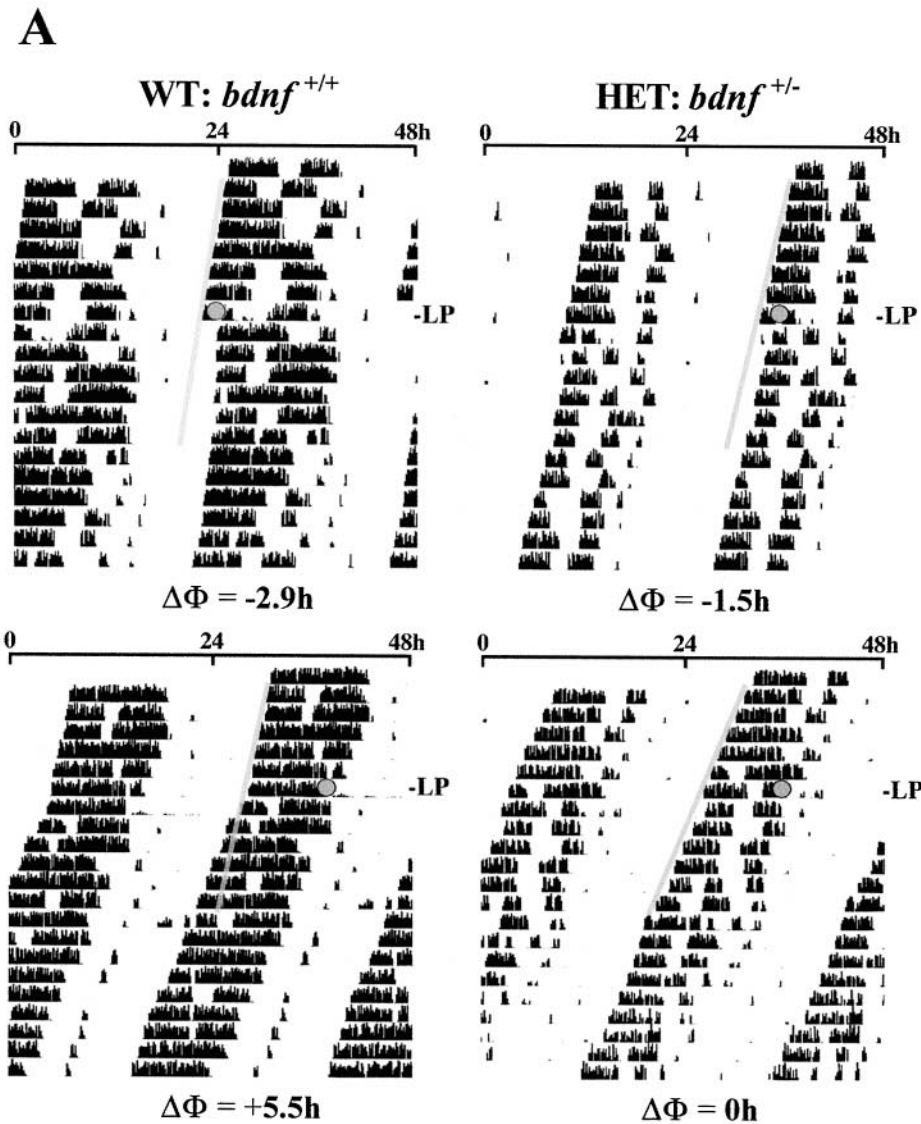 A
WT: bdnf +/+
HET: bdnf +/-
0 24 48h
0 24 48h
-LP
-LP
ΔΦ = -2.9h
ΔΦ = -1.5h
0 24 48h
0 24 48h
-LP
-LP
ΔΦ = +5.5h
ΔΦ = 0h